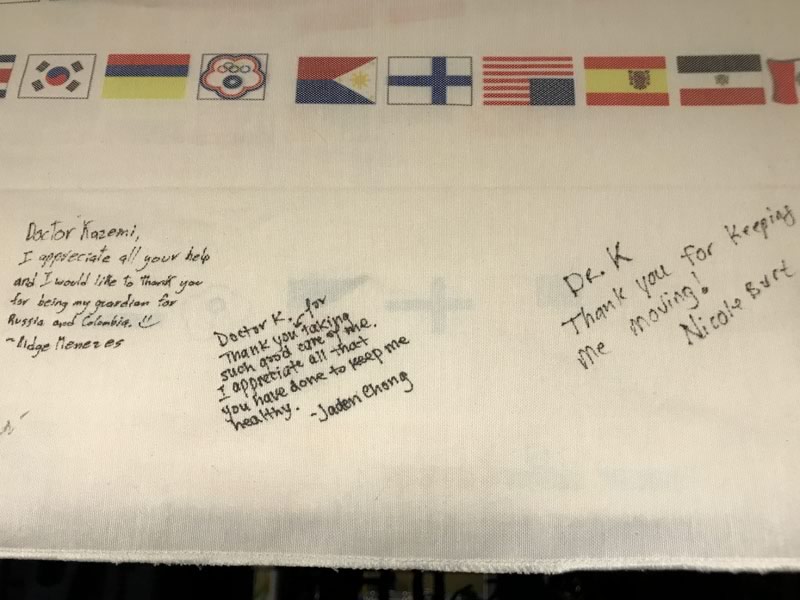 Doctor Kazemi,
I appreciate all your help
and I would like to thank you
for being my guardian for
Russia and Colombia.
~Ridge Menezes
Doctor K.
Thank you for taking
such good care of me.
I appreciate all that
you have done to keep me
healthy.
-Jaden Chong
Dr. K
Thank you for keeping
me moving!
Nicole Burt